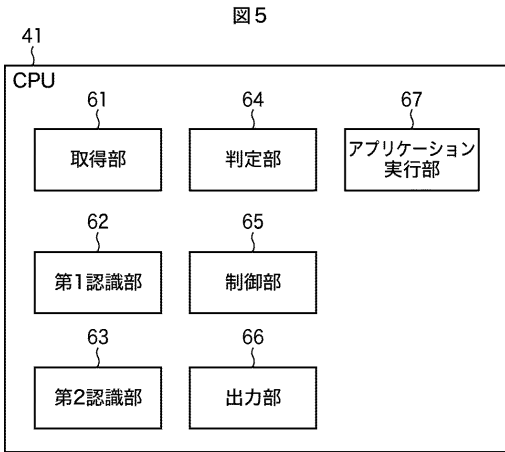 図5
41
CPU
61
64
67
取得部
判定部
アプリケーション
実行部
62
65
第1認識部
制御部
63
66
第2認識部
出力部